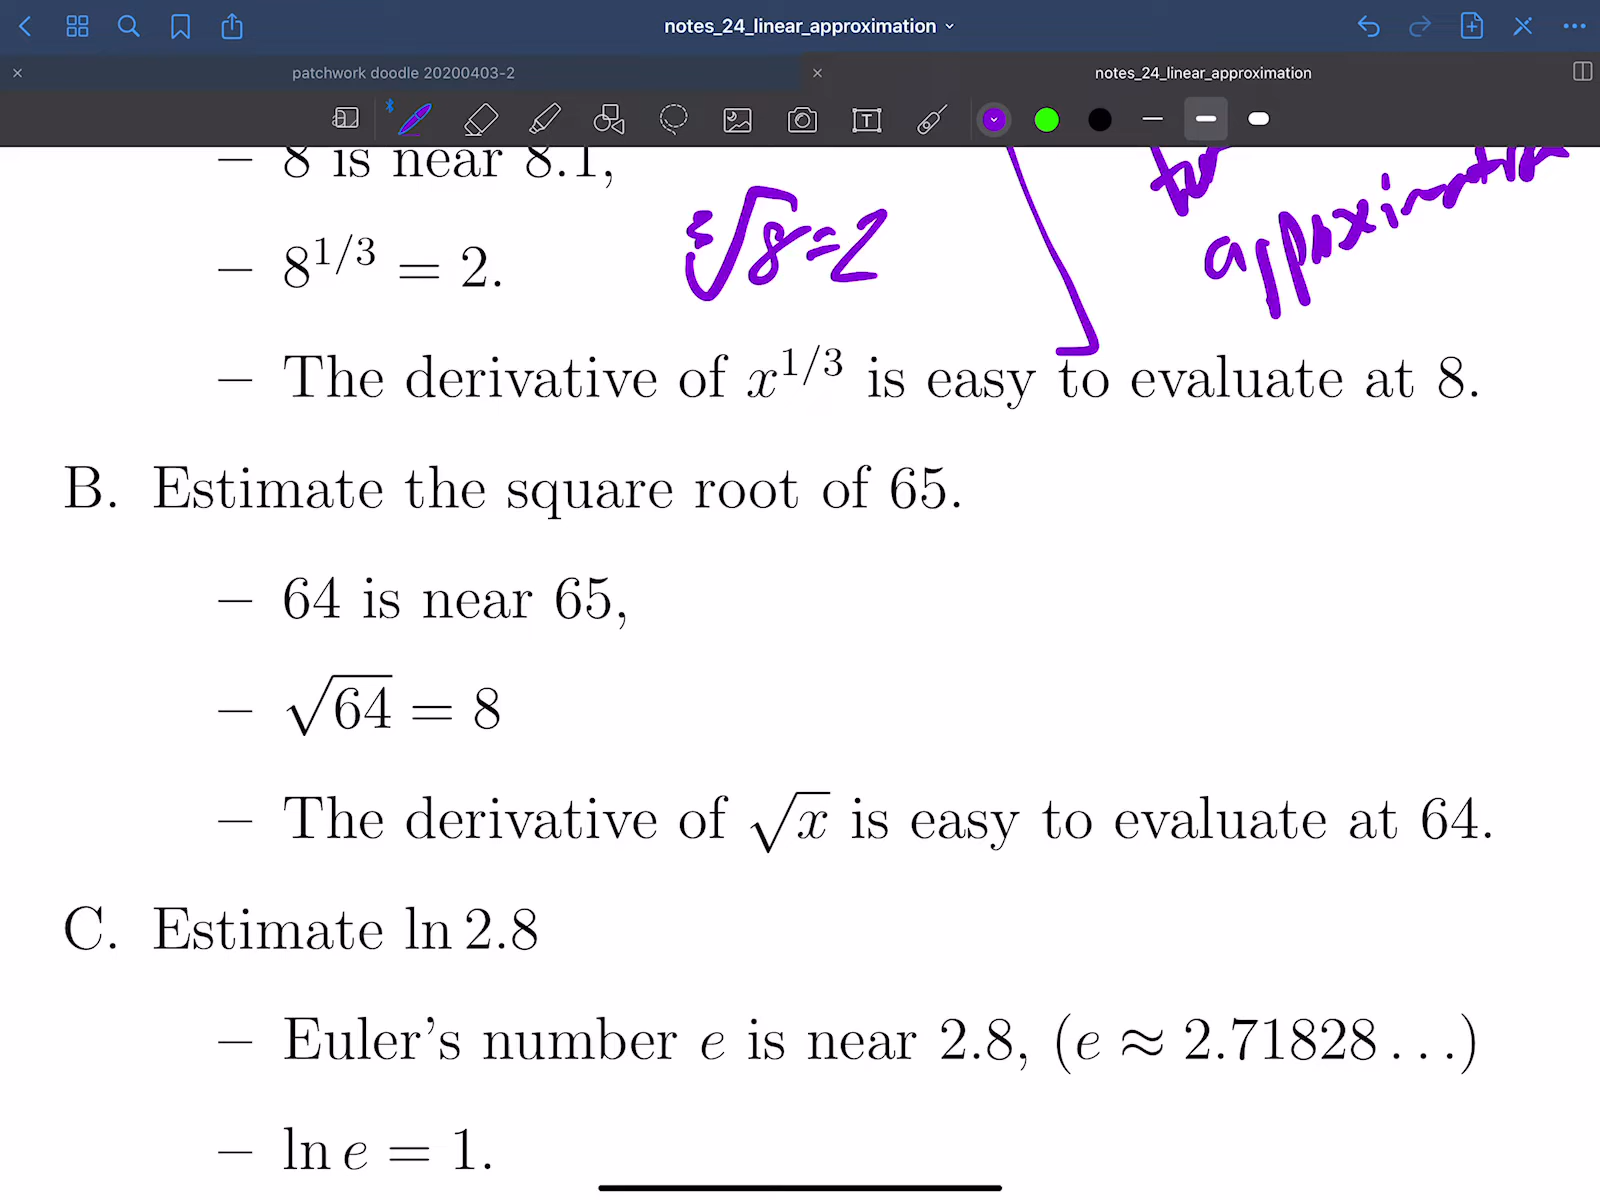 notes_24_linear_approximation
patchwork doodle 20200403-2
notes_24_linear_approximation
– 8 is near 8.1,
– 8^{1/3} = 2.
∛8=2
approximation
– The derivative of x^{1/3} is easy to evaluate at 8.
B. Estimate the square root of 65.
– 64 is near 65,
– √64 = 8
– The derivative of √x is easy to evaluate at 64.
C. Estimate ln 2.8
– Euler's number e is near 2.8, (e ≈ 2.71828...)
– ln e = 1.